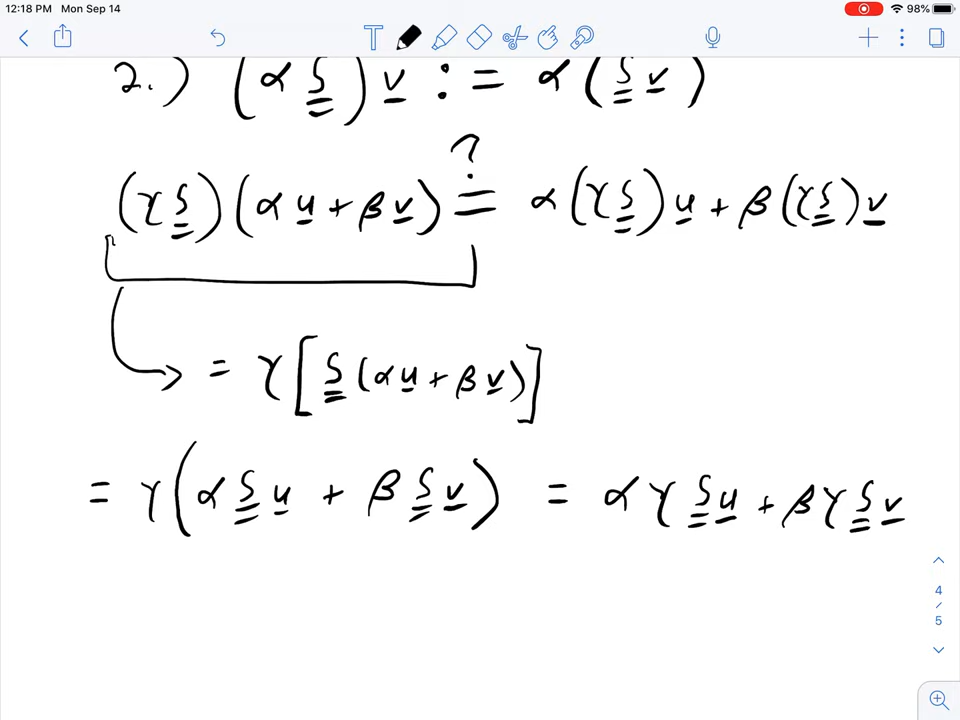 12:18 PM Mon Sep 14 98%
T
2.) (α S̳) v̲ := α(S̳ v̲)
?
(γ S̳)(α u̲ + β v̲) = α(γ S̳) u̲ + β(γ S̳) v̲
= γ[S̳(α u̲ + β v̲)]
= γ(α S̳ u̲ + β S̳ v̲) = α γ S̳ u̲ + β γ S̳ v̲
4
/
5